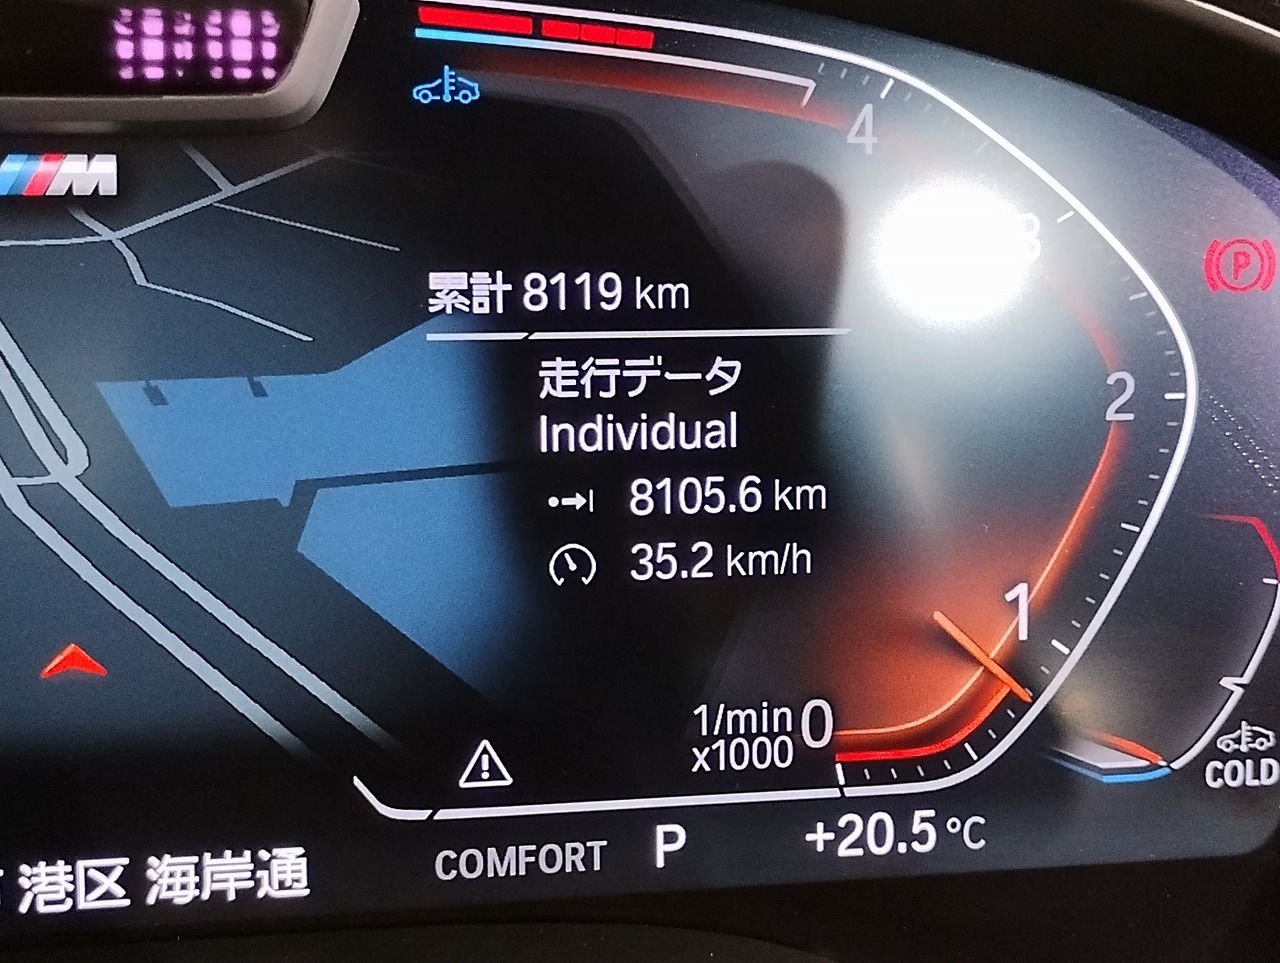 M
4
3
累計 8119 km
走行データ
Individual
8105.6 km
35.2 km/h
2
1
1/min
x1000
0
P
COLD
COMFORT P +20.5 °C
港区 海岸通